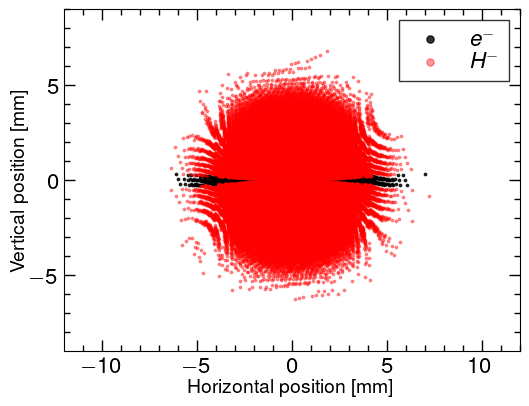 e⁻
H⁻
5
0
−5
−10 −5 0 5 10
Vertical position [mm]
Horizontal position [mm]